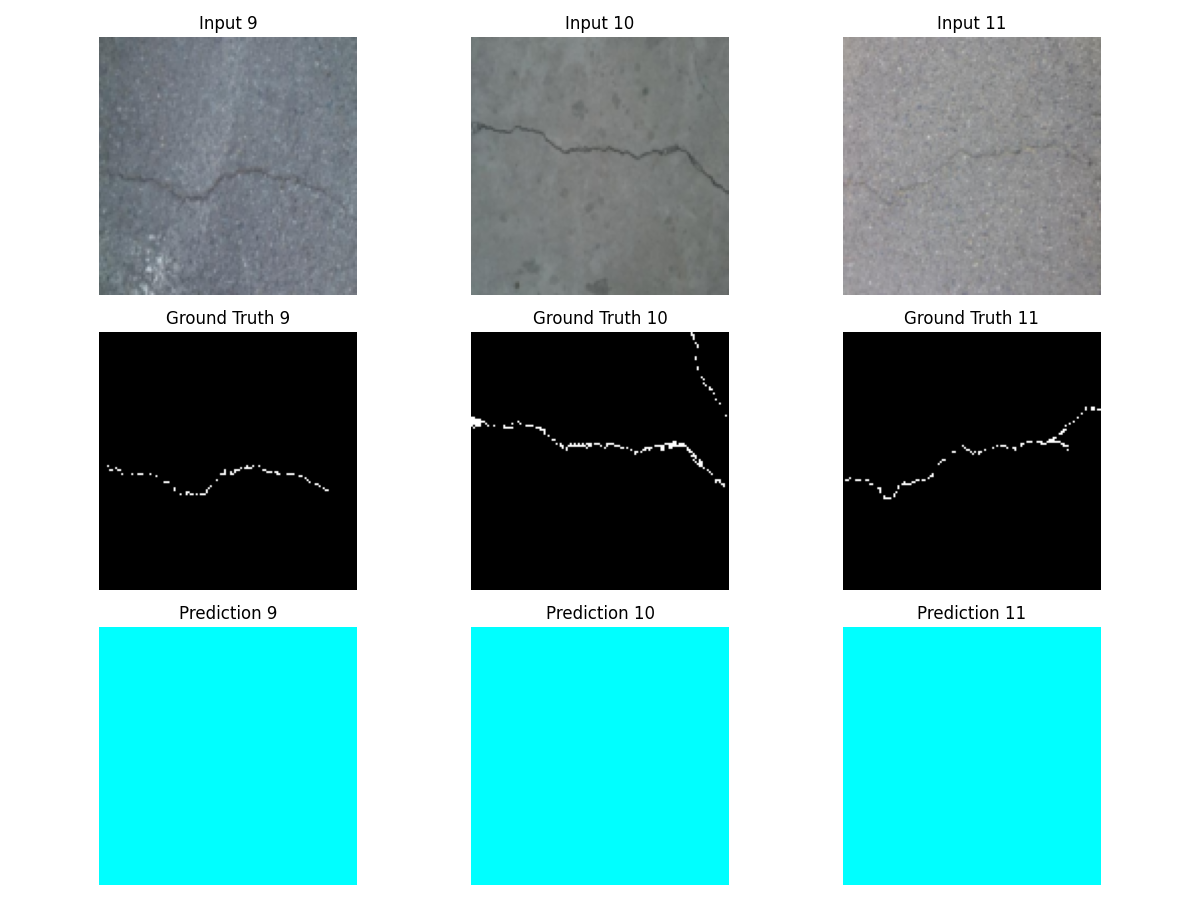 Input 9
Input 10
Input 11
Ground Truth 9
Ground Truth 10
Ground Truth 11
Prediction 9
Prediction 10
Prediction 11